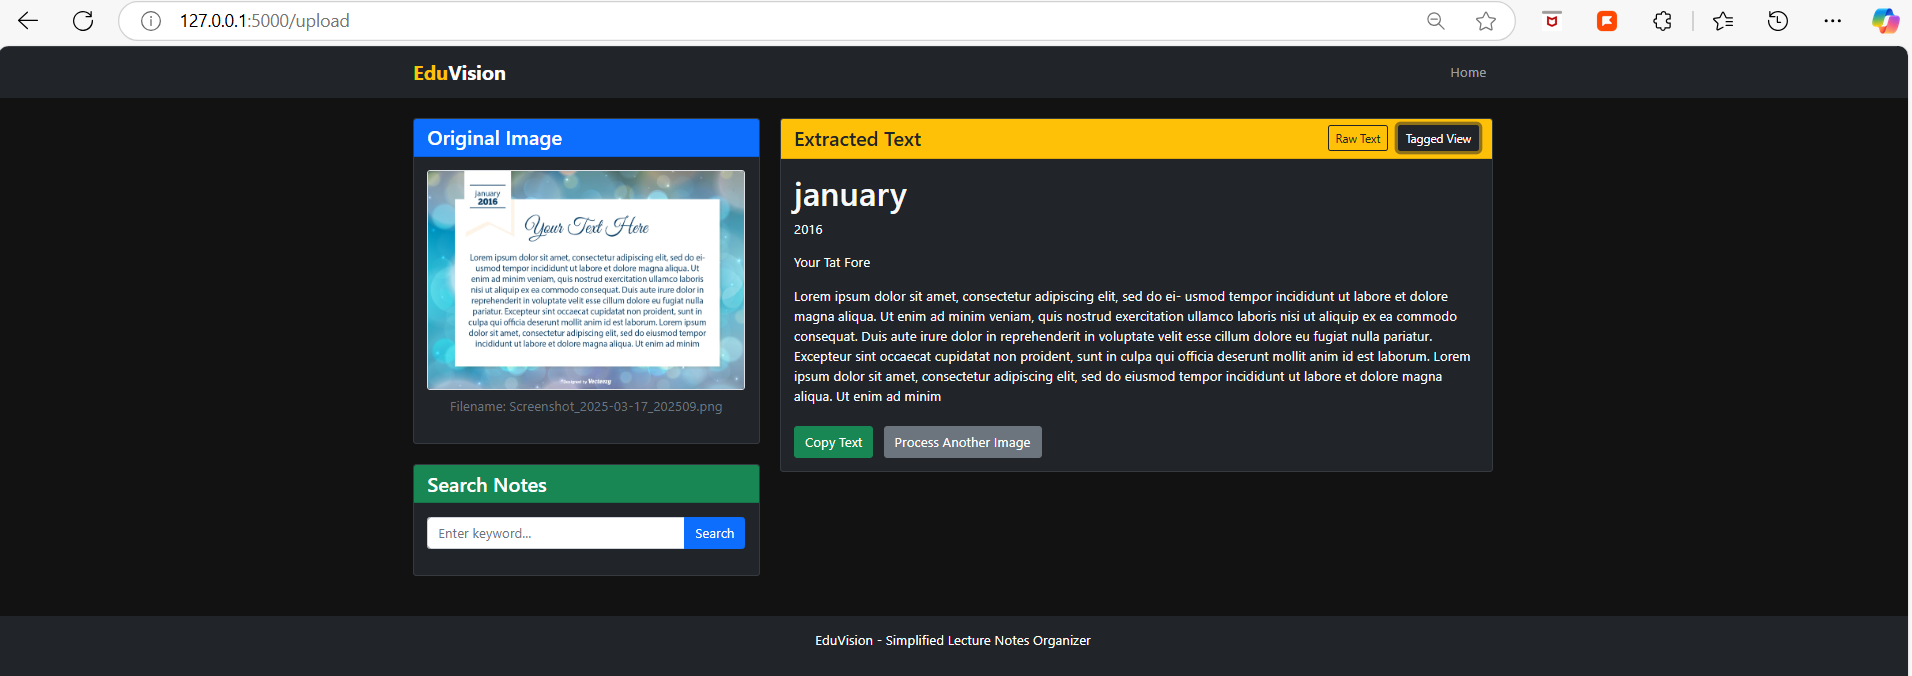 127.0.0.1:5000/upload
EduVision
Home
Original Image
january
2016
Your Text Here
Lorem ipsum dolor sit amet, consectetur adipiscing elit, sed do ei-
usmod tempor incididunt ut labore et dolore magna aliqua. Ut
enim ad minim veniam, quis nostrud exercitation ullamco laboris
nisi ut aliquip ex ea commodo consequat. Duis aute irure dolor in
reprehenderit in voluptate velit esse cillum dolore eu fugiat nulla
pariatur. Excepteur sint occaecat cupidatat non proident, sunt in
culpa qui officia deserunt mollit anim id est laborum. Lorem ipsum
dolor sit amet, consectetur adipiscing elit, sed do eiusmod tempor
incididunt ut labore et dolore magna aliqua. Ut enim ad minim
Designed by Vecteezy
Filename: Screenshot_2025-03-17_202509.png
Search Notes
Enter keyword...
Search
Extracted Text
Raw Text
Tagged View
january
2016
Your Tat Fore
Lorem ipsum dolor sit amet, consectetur adipiscing elit, sed do ei- usmod tempor incididunt ut labore et dolore
magna aliqua. Ut enim ad minim veniam, quis nostrud exercitation ullamco laboris nisi ut aliquip ex ea commodo
consequat. Duis aute irure dolor in reprehenderit in voluptate velit esse cillum dolore eu fugiat nulla pariatur.
Excepteur sint occaecat cupidatat non proident, sunt in culpa qui officia deserunt mollit anim id est laborum. Lorem
ipsum dolor sit amet, consectetur adipiscing elit, sed do eiusmod tempor incididunt ut labore et dolore magna
aliqua. Ut enim ad minim
Copy Text
Process Another Image
EduVision - Simplified Lecture Notes Organizer